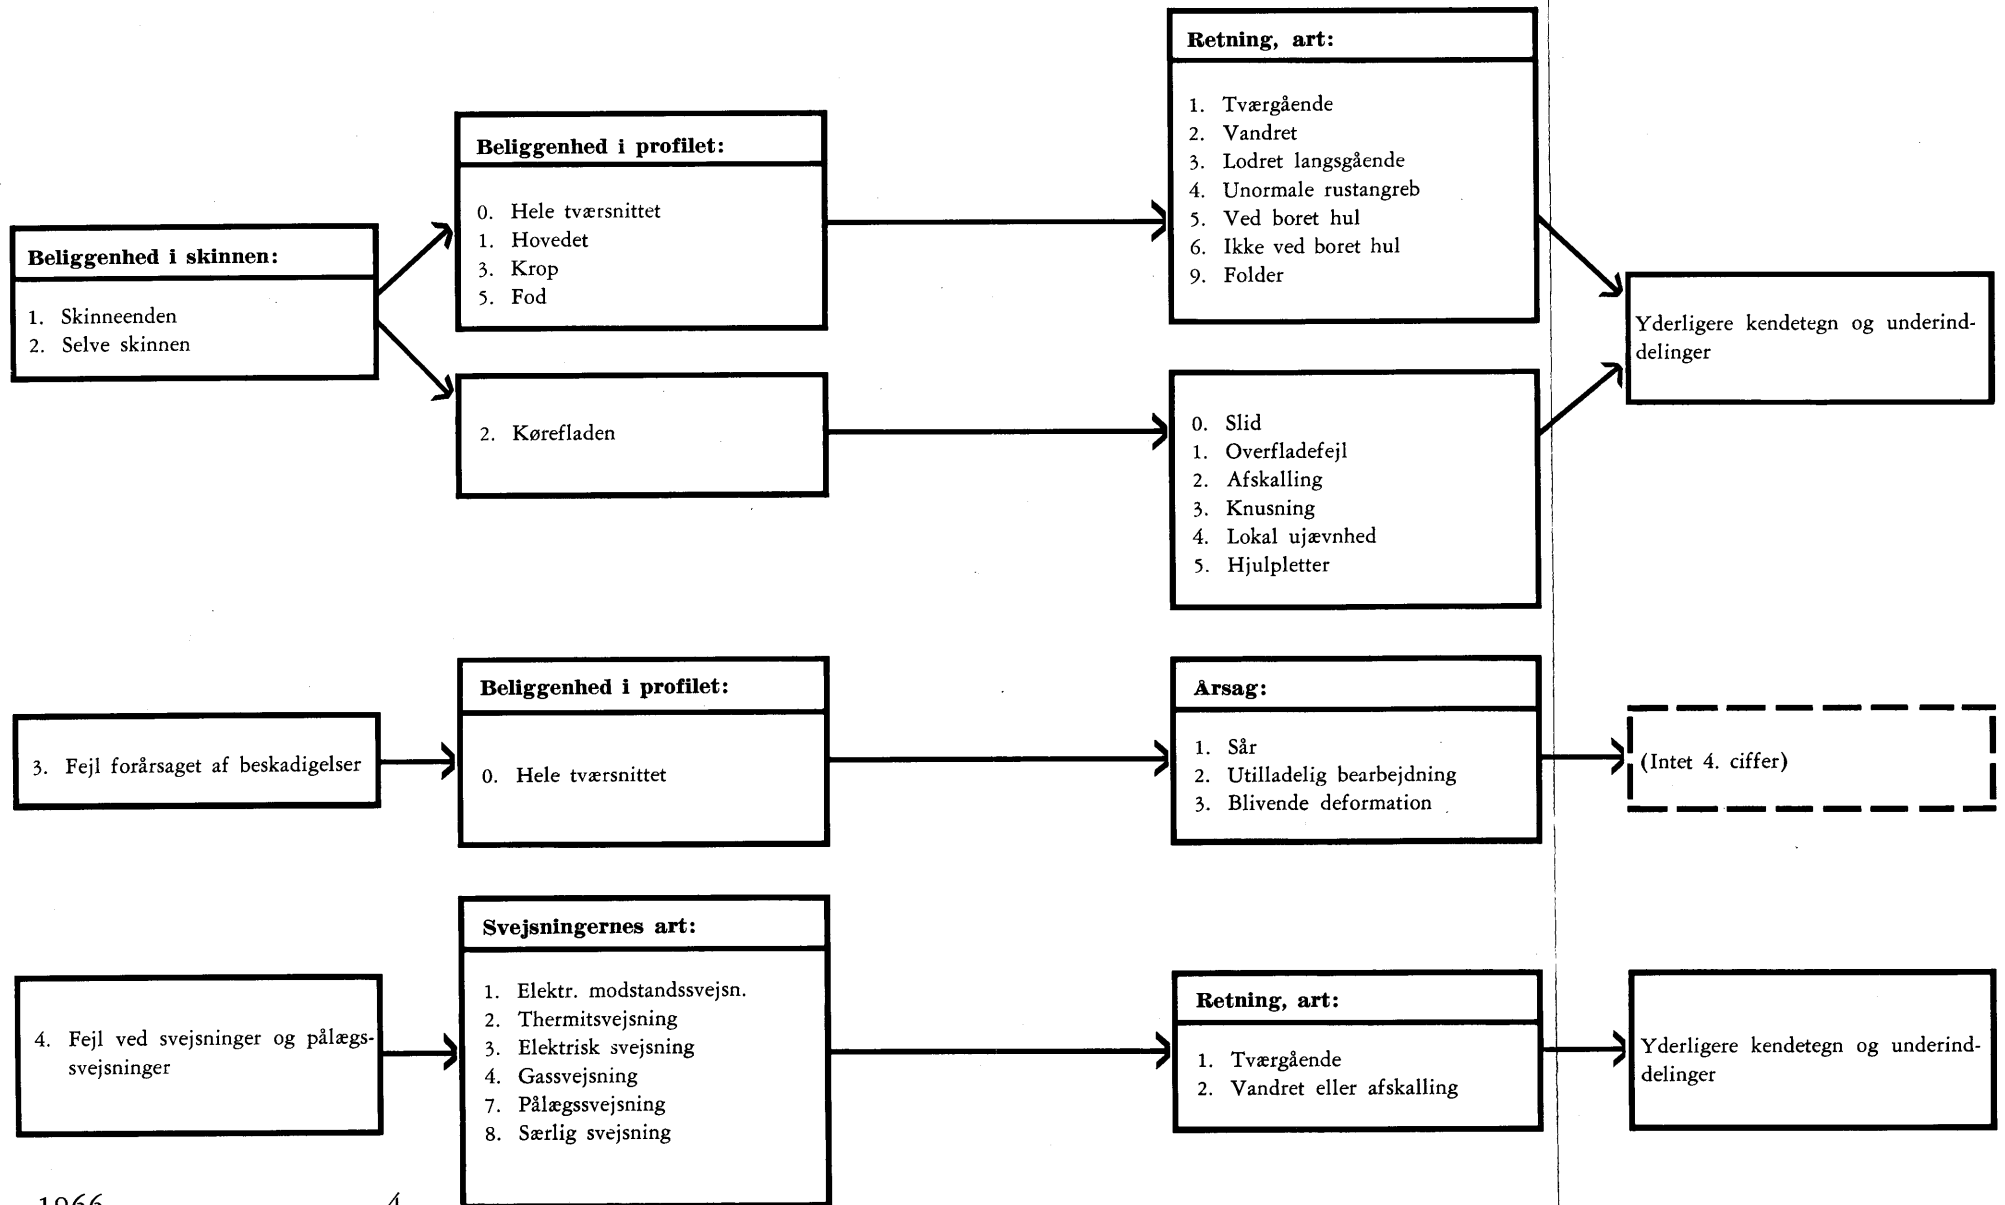 Beliggenhed i skinnen:
1. Skinneenden
2. Selve skinnen
Beliggenhed i profilet:
0. Hele tværsnittet
1. Hovedet
3. Krop
5. Fod
2. Kørefladen
Retning, art:
1. Tværgående
2. Vandret
3. Lodret langsgående
4. Unormale rustangreb
5. Ved boret hul
6. Ikke ved boret hul
9. Folder
0. Slid
1. Overfladefejl
2. Afskalling
3. Knusning
4. Lokal ujævnhed
5. Hjulpletter
Yderligere kendetegn og underind-
delinger
3. Fejl forårsaget af beskadigelser
Beliggenhed i profilet:
0. Hele tværsnittet
Årsag:
1. Sår
2. Utilladelig bearbejdning
3. Blivende deformation
(Intet 4. ciffer)
4. Fejl ved svejsninger og pålægs-
svejsninger
Svejsningernes art:
1. Elektr. modstandssvejsn.
2. Thermitsvejsning
3. Elektrisk svejsning
4. Gassvejsning
7. Pålægssvejsning
8. Særlig svejsning
Retning, art:
1. Tværgående
2. Vandret eller afskalling
Yderligere kendetegn og underind-
delinger
1966 4